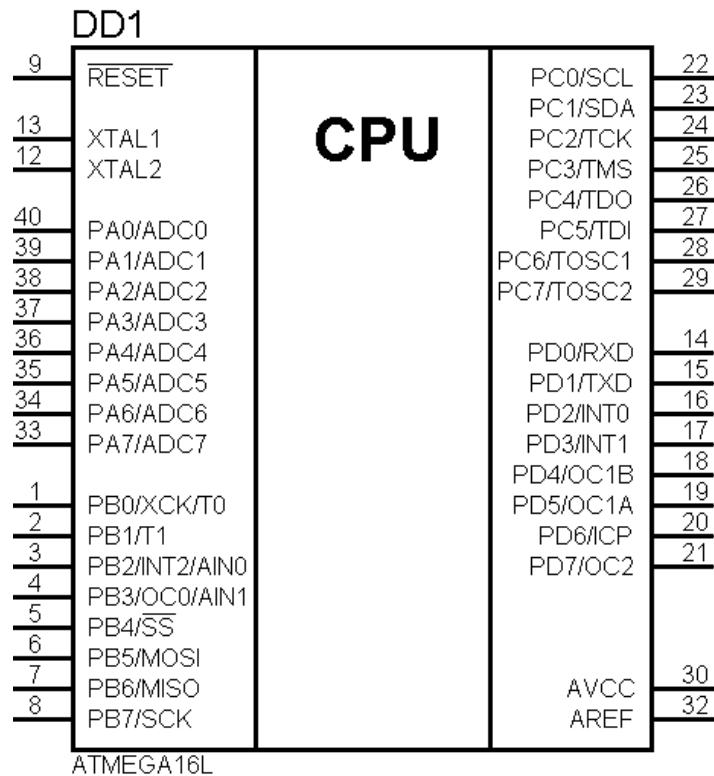 DD1
CPU
9 RESET
13 XTAL1
12 XTAL2
40 PA0/ADC0
39 PA1/ADC1
38 PA2/ADC2
37 PA3/ADC3
36 PA4/ADC4
35 PA5/ADC5
34 PA6/ADC6
33 PA7/ADC7
1 PB0/XCK/T0
2 PB1/T1
3 PB2/INT2/AIN0
4 PB3/OC0/AIN1
5 PB4/SS
6 PB5/MOSI
7 PB6/MISO
8 PB7/SCK
PC0/SCL 22
PC1/SDA 23
PC2/TCK 24
PC3/TMS 25
PC4/TDO 26
PC5/TDI 27
PC6/TOSC1 28
PC7/TOSC2 29
PD0/RXD 14
PD1/TXD 15
PD2/INT0 16
PD3/INT1 17
PD4/OC1B 18
PD5/OC1A 19
PD6/ICP 20
PD7/OC2 21
AVCC 30
AREF 32
ATMEGA16L